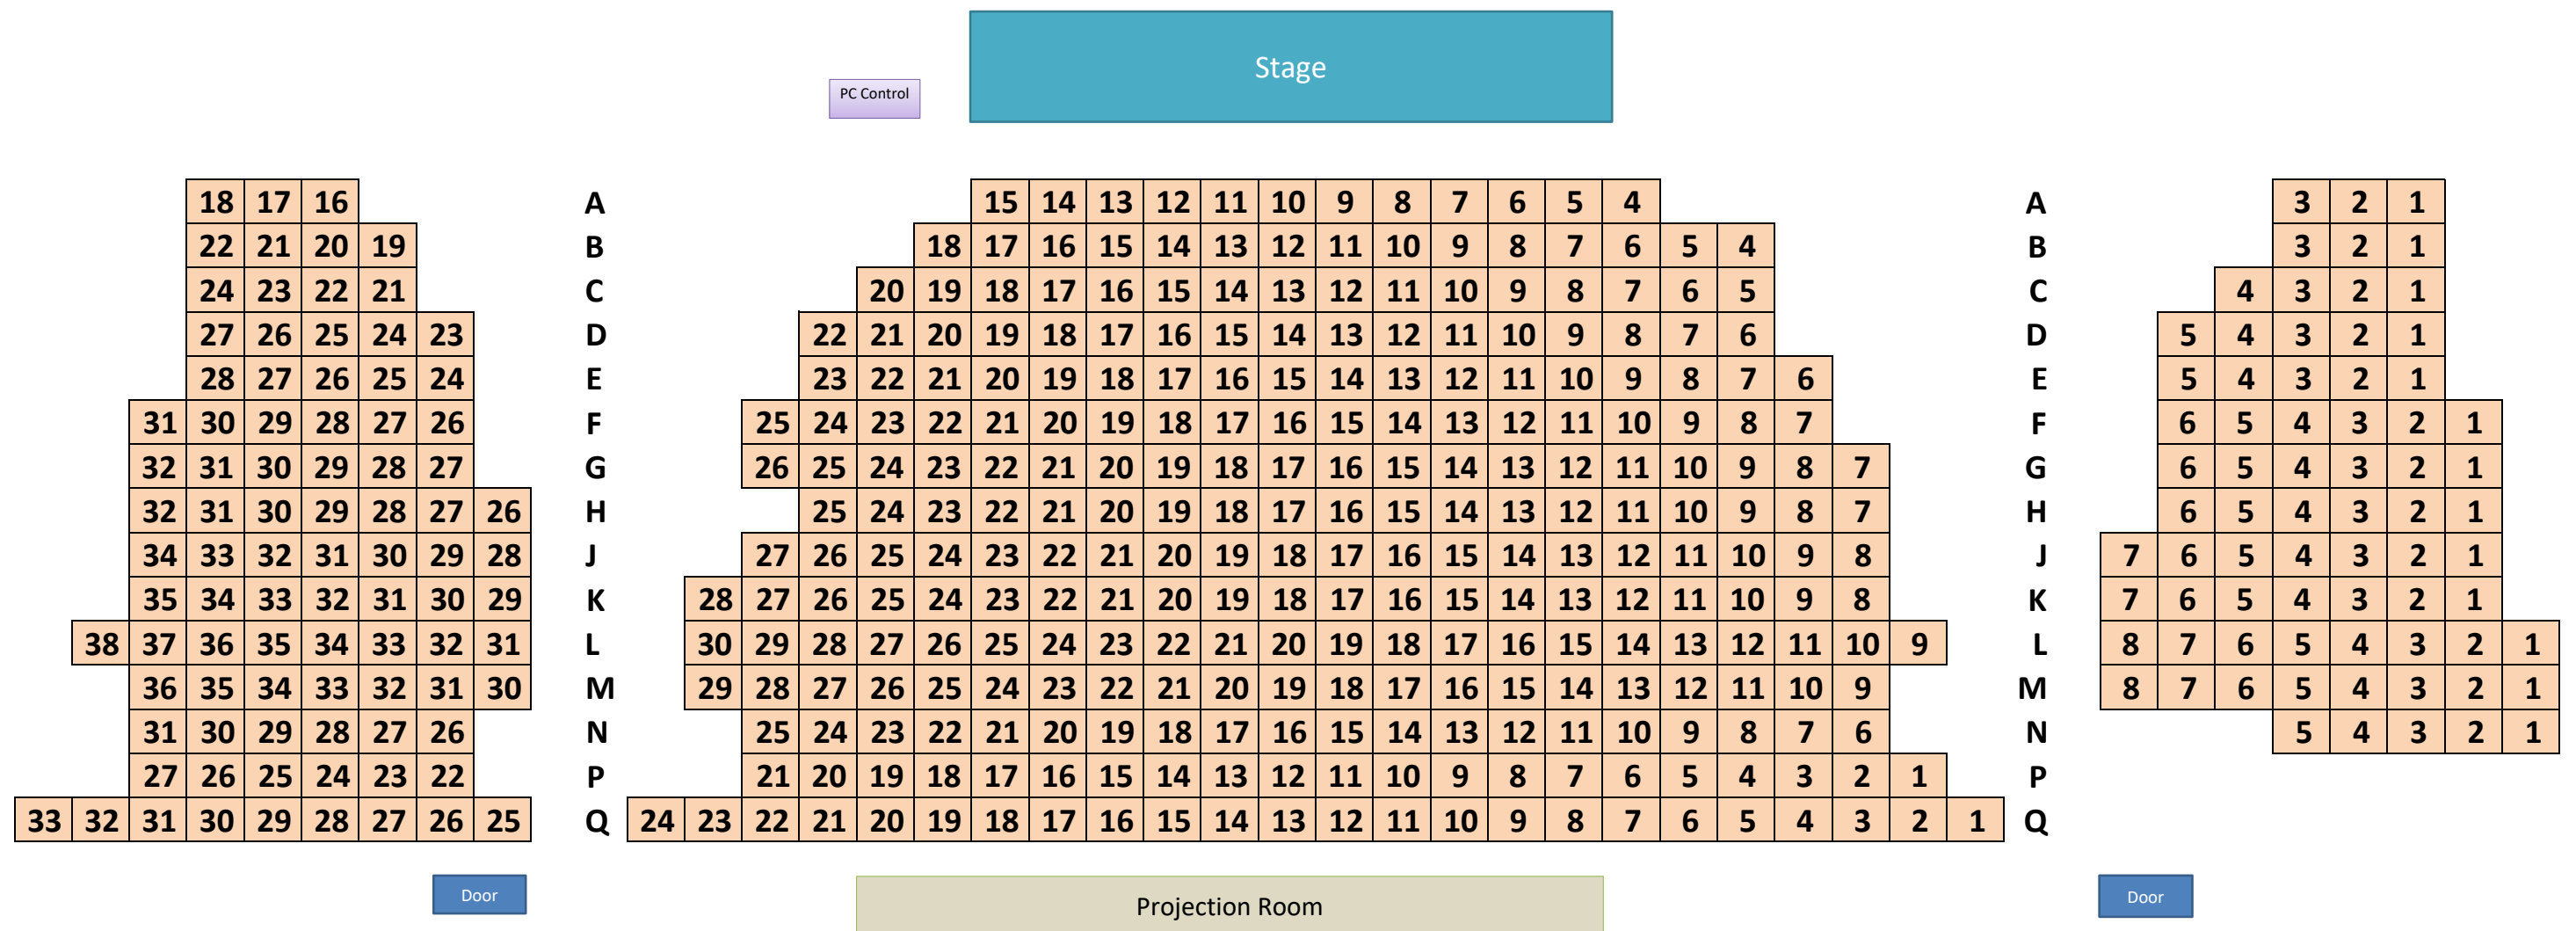 Stage
PC Control
18 17 16 A 15 14 13 12 11 10 9 8 7 6 5 4 A 3 2 1
22 21 20 19 B 18 17 16 15 14 13 12 11 10 9 8 7 6 5 4 B 3 2 1
24 23 22 21 C 20 19 18 17 16 15 14 13 12 11 10 9 8 7 6 5 C 4 3 2 1
27 26 25 24 23 D 22 21 20 19 18 17 16 15 14 13 12 11 10 9 8 7 6 D 5 4 3 2 1
28 27 26 25 24 E 23 22 21 20 19 18 17 16 15 14 13 12 11 10 9 8 7 6 E 5 4 3 2 1
31 30 29 28 27 26 F 25 24 23 22 21 20 19 18 17 16 15 14 13 12 11 10 9 8 7 F 6 5 4 3 2 1
32 31 30 29 28 27 G 26 25 24 23 22 21 20 19 18 17 16 15 14 13 12 11 10 9 8 7 G 6 5 4 3 2 1
32 31 30 29 28 27 26 H 25 24 23 22 21 20 19 18 17 16 15 14 13 12 11 10 9 8 7 H 6 5 4 3 2 1
34 33 32 31 30 29 28 J 27 26 25 24 23 22 21 20 19 18 17 16 15 14 13 12 11 10 9 8 J 7 6 5 4 3 2 1
35 34 33 32 31 30 29 K 28 27 26 25 24 23 22 21 20 19 18 17 16 15 14 13 12 11 10 9 8 K 7 6 5 4 3 2 1
38 37 36 35 34 33 32 31 L 30 29 28 27 26 25 24 23 22 21 20 19 18 17 16 15 14 13 12 11 10 9 L 8 7 6 5 4 3 2 1
36 35 34 33 32 31 30 M 29 28 27 26 25 24 23 22 21 20 19 18 17 16 15 14 13 12 11 10 9 M 8 7 6 5 4 3 2 1
31 30 29 28 27 26 N 25 24 23 22 21 20 19 18 17 16 15 14 13 12 11 10 9 8 7 6 N 5 4 3 2 1
27 26 25 24 23 22 P 21 20 19 18 17 16 15 14 13 12 11 10 9 8 7 6 5 4 3 2 1 P
33 32 31 30 29 28 27 26 25 Q 24 23 22 21 20 19 18 17 16 15 14 13 12 11 10 9 8 7 6 5 4 3 2 1 Q
Door
Projection Room
Door